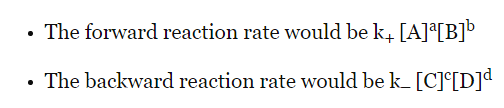 • The forward reaction rate would be k₊ [A]ᵃ[B]ᵇ
• The backward reaction rate would be k₋ [C]ᶜ[D]ᵈ